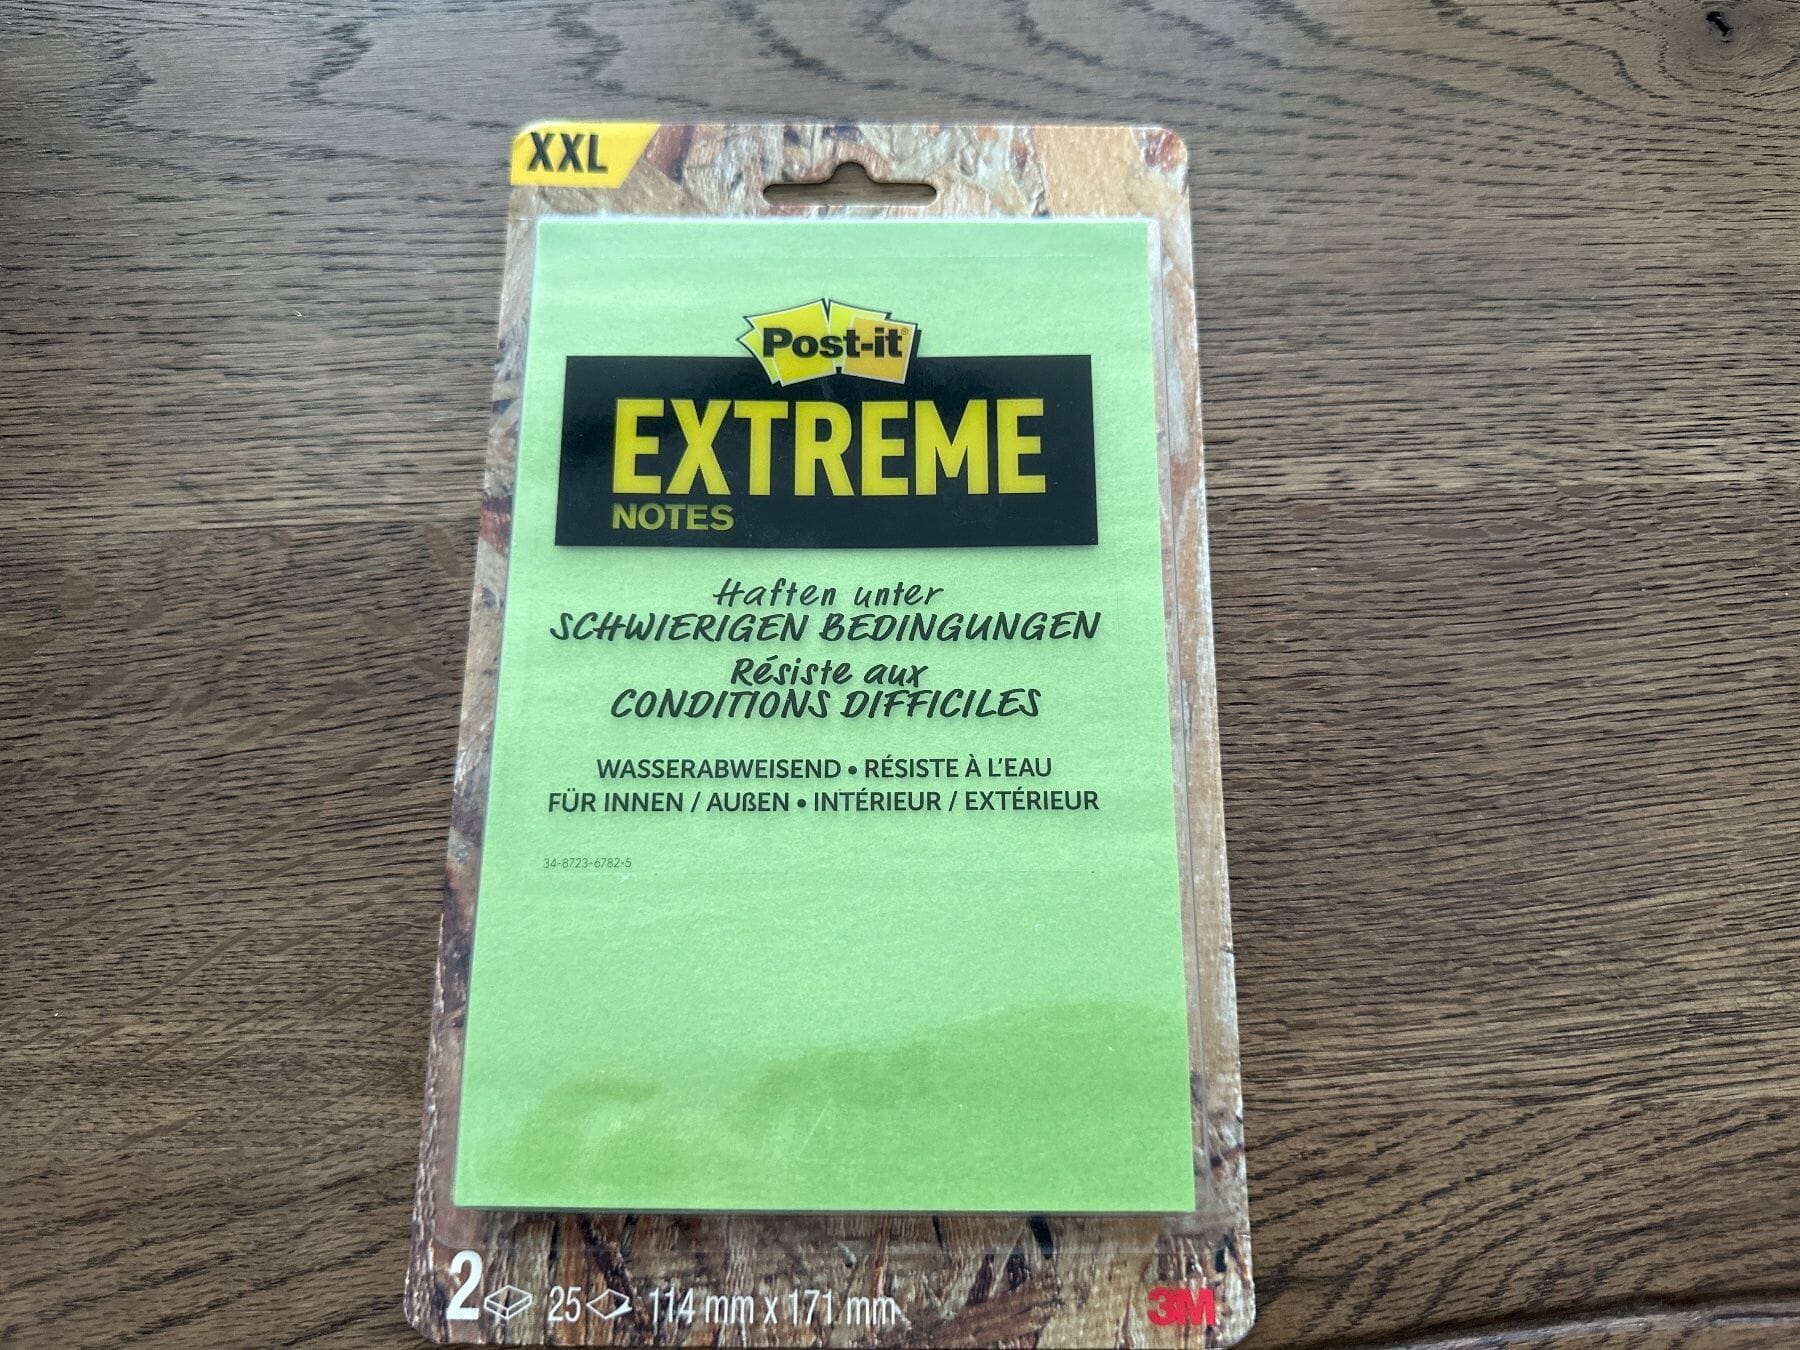 XXL
Post-it®
EXTREME
NOTES
Haften unter
SCHWIERIGEN BEDINGUNGEN
Résiste aux
CONDITIONS DIFFICILES
WASSERABWEISEND • RÉSISTE À L'EAU
FÜR INNEN / AUßEN • INTÉRIEUR / EXTÉRIEUR
34-8723-6782-5
2 25 114 mm x 171 mm
3M